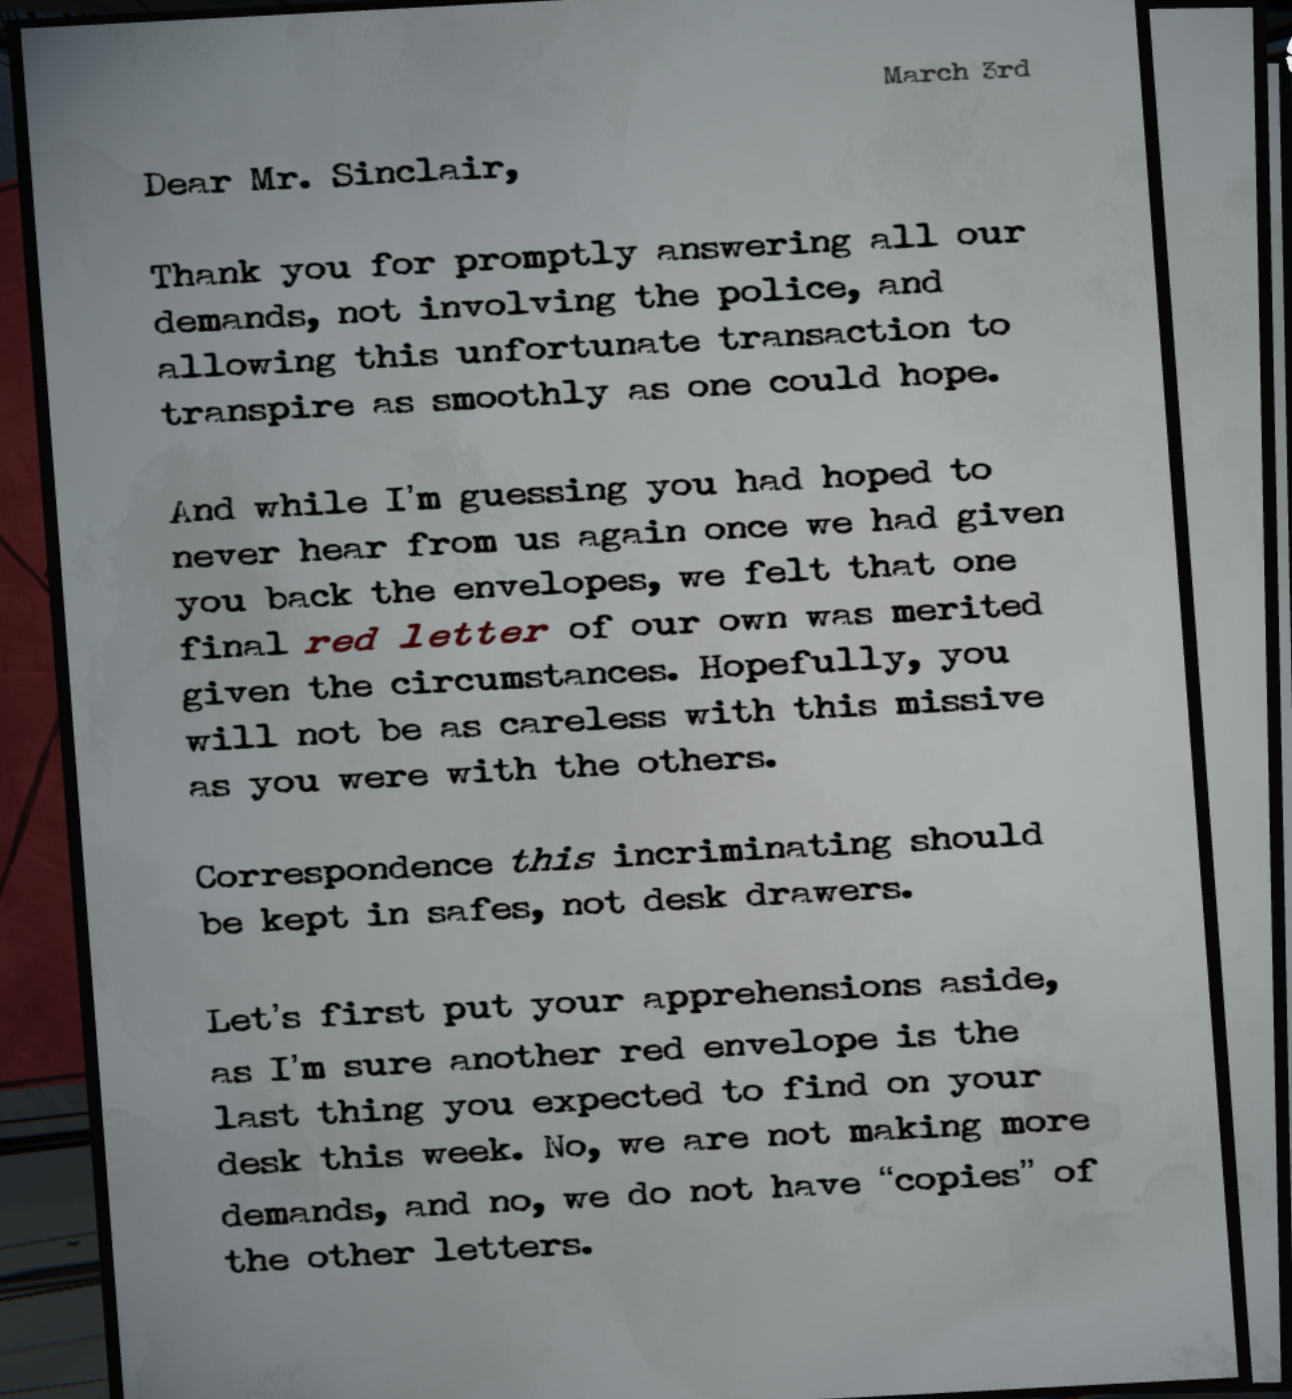 March 3rd
Dear Mr. Sinclair,
Thank you for promptly answering all our
demands, not involving the police, and
allowing this unfortunate transaction to
transpire as smoothly as one could hope.
And while I'm guessing you had hoped to
never hear from us again once we had given
you back the envelopes, we felt that one
final red letter of our own was merited
given the circumstances. Hopefully, you
will not be as careless with this missive
as you were with the others.
Correspondence this incriminating should
be kept in safes, not desk drawers.
Let's first put your apprehensions aside,
as I'm sure another red envelope is the
last thing you expected to find on your
desk this week. No, we are not making more
demands, and no, we do not have “copies” of
the other letters.